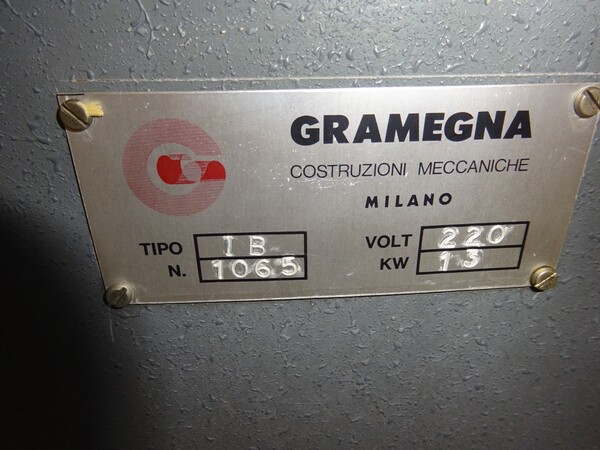 GRAMEGNA
COSTRUZIONI MECCANICHE
MILANO
TIPO IB VOLT 220
N. 1065 KW 13